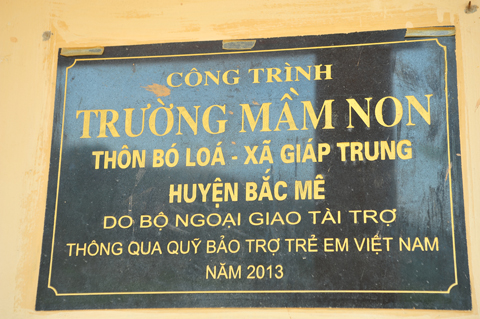 CÔNG TRÌNH
TRƯỜNG MẦM NON
THÔN BÓ LOÁ - XÃ GIÁP TRUNG
HUYỆN BẮC MÊ
DO BỘ NGOẠI GIAO TÀI TRỢ
THÔNG QUA QUỸ BẢO TRỢ TRẺ EM VIỆT NAM
NĂM 2013